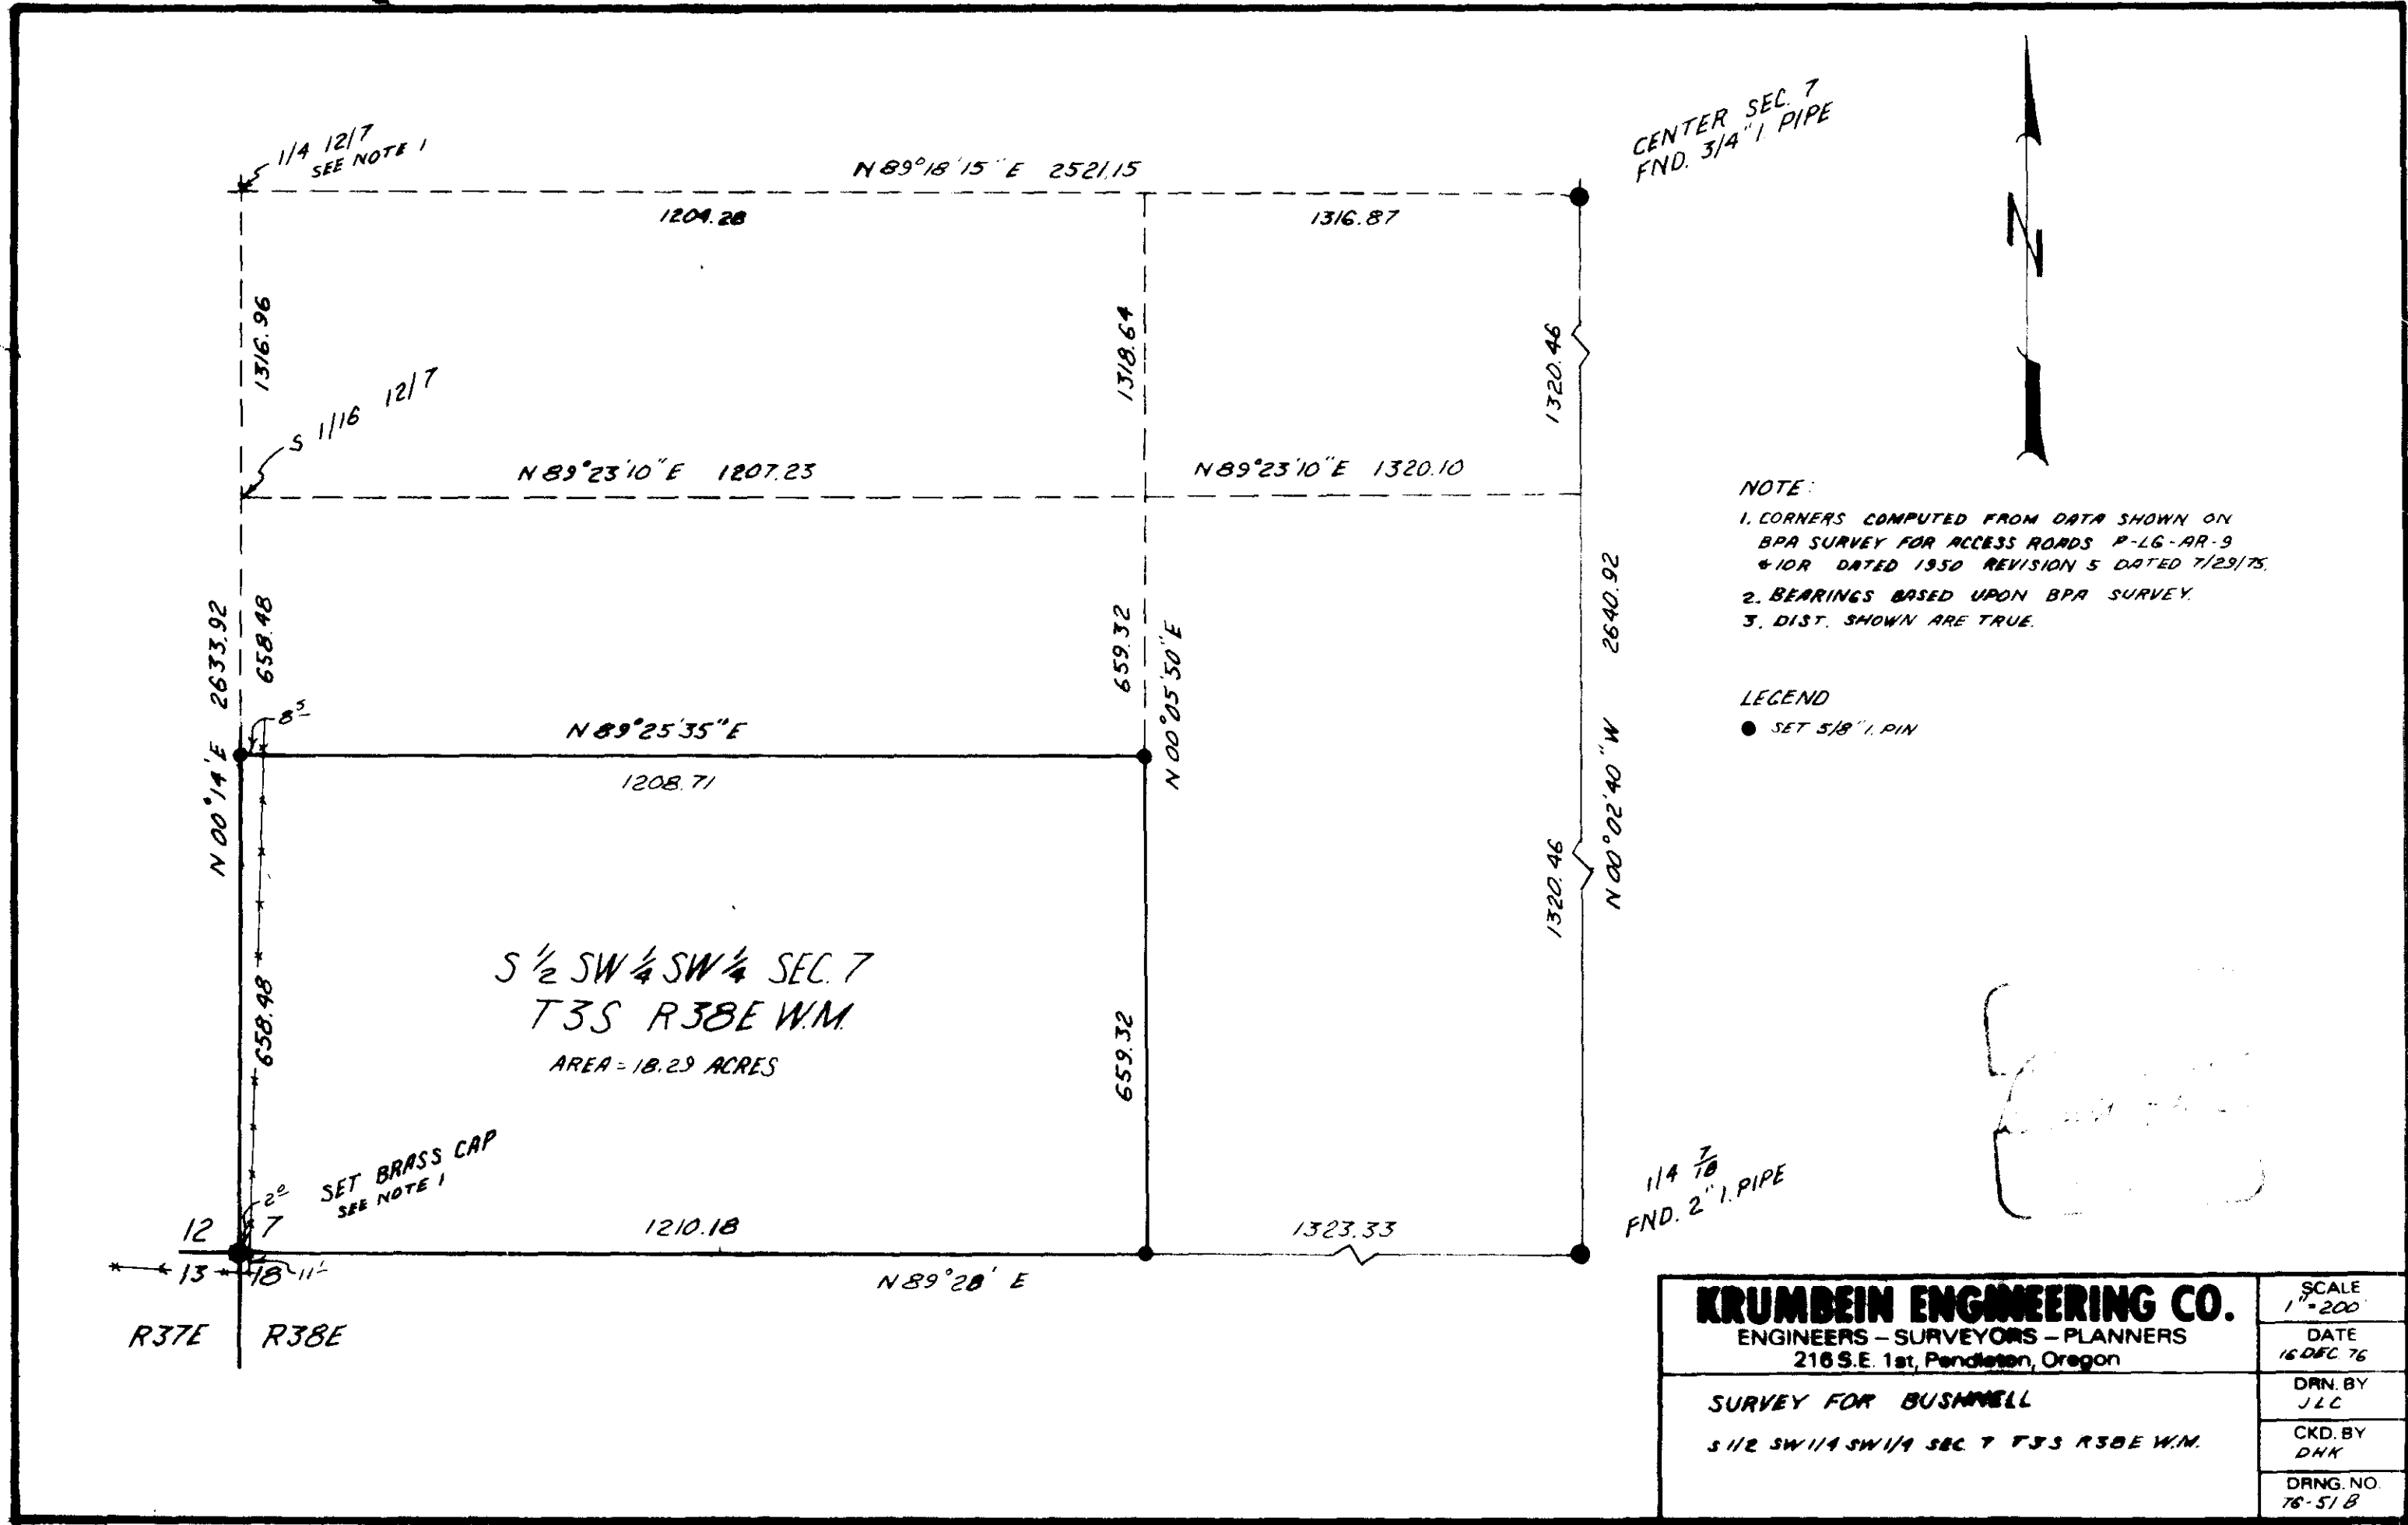 1/4 12/7
SEE NOTE 1
N 89°18'15" E 2521.15
CENTER SEC. 7
FND. 3/4" I. PIPE
1204.28
1316.87
N
1316.96
1318.64
1320.46
S 1/16 12/7
N 89°23'10" E 1207.23
N 89°23'10" E 1320.10
NOTE:
1. CORNERS COMPUTED FROM DATA SHOWN ON
BPA SURVEY FOR ACCESS ROADS P-LG-AR-9
& 10R DATED 1950 REVISION 5 DATED 7/29/75.
2. BEARINGS BASED UPON BPA SURVEY.
3. DIST. SHOWN ARE TRUE.
LEGEND
SET 5/8" I. PIN
N 00°14' E 2633.92
658.48
659.32
N 00°05'50" E
N 00°02'40" W 2640.92
8⁵
N 89°25'35" E
1208.71
1320.46
S 1/2 SW 1/4 SW 1/4 SEC. 7
T3S R38E W.M.
AREA = 18.29 ACRES
658.48
659.32
SET BRASS CAP
SEE NOTE 1
2⁰
12 7
13 18 11'
1210.18
1323.33
N 89°28' E
1/4 7/18
FND. 2" I. PIPE
R37E R38E
KRUMBEIN ENGINEERING CO.
ENGINEERS – SURVEYORS – PLANNERS
216 S.E. 1st, Pendleton, Oregon
SURVEY FOR BUSHNELL
S 1/2 SW 1/4 SW 1/4 SEC 7 T3S R38E W.M.
SCALE
1" = 200'
DATE
16 DEC. 76
DRN. BY
JLC
CKD. BY
DHK
DRNG. NO.
76-51 B